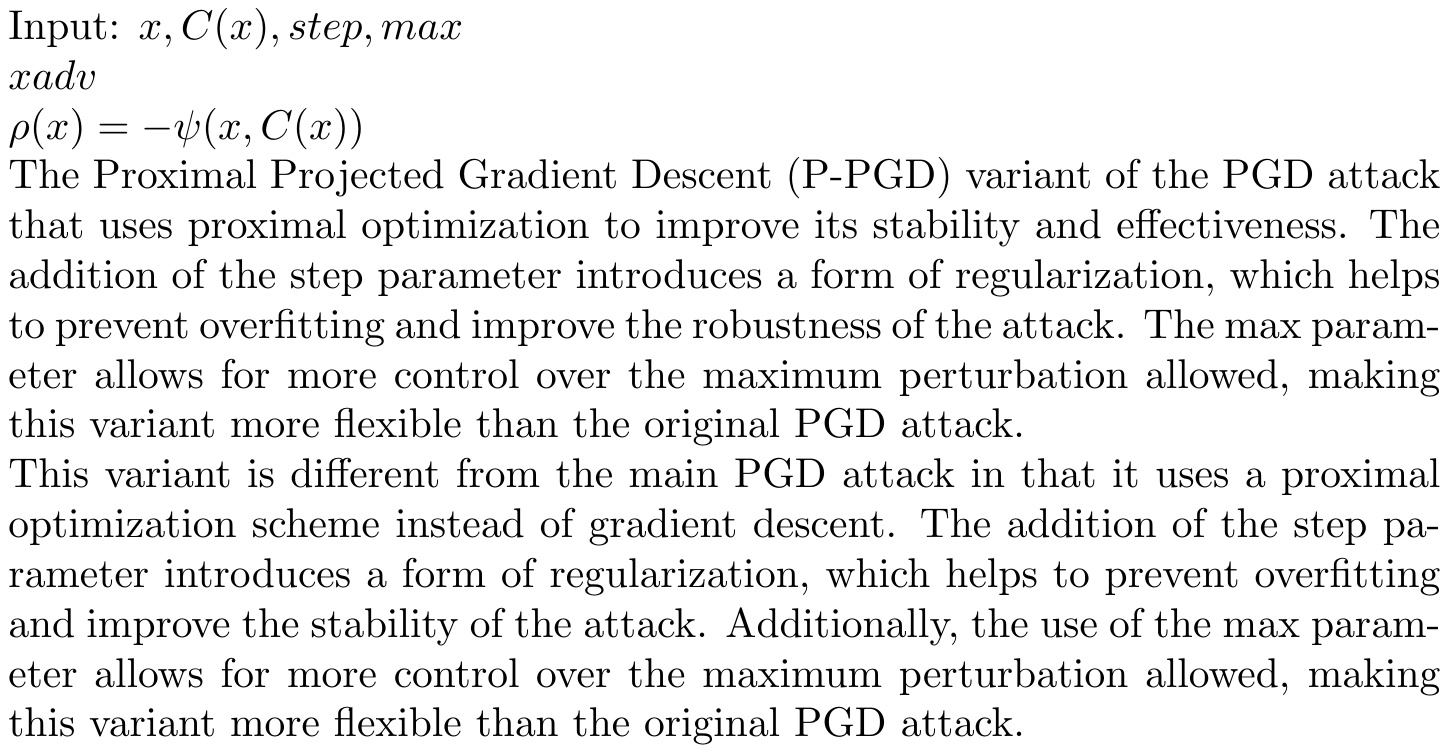 Input: x, C(x), step, max
xadv
ρ(x) = −ψ(x, C(x))
The Proximal Projected Gradient Descent (P-PGD) variant of the PGD attack
that uses proximal optimization to improve its stability and effectiveness. The
addition of the step parameter introduces a form of regularization, which helps
to prevent overfitting and improve the robustness of the attack. The max param-
eter allows for more control over the maximum perturbation allowed, making
this variant more flexible than the original PGD attack.
This variant is different from the main PGD attack in that it uses a proximal
optimization scheme instead of gradient descent. The addition of the step pa-
rameter introduces a form of regularization, which helps to prevent overfitting
and improve the stability of the attack. Additionally, the use of the max param-
eter allows for more control over the maximum perturbation allowed, making
this variant more flexible than the original PGD attack.